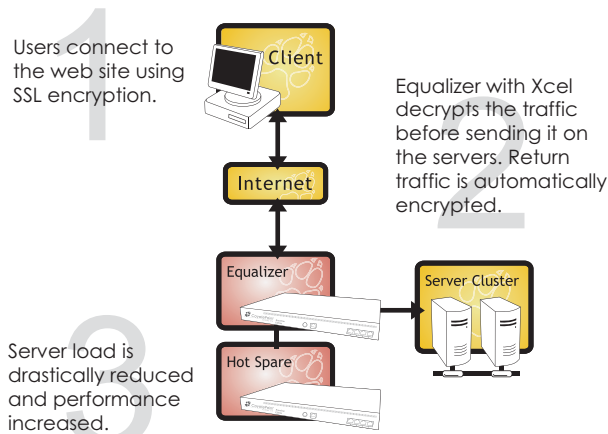 1
Users connect to
the web site using
SSL encryption.
Client
2
Equalizer with Xcel
decrypts the traffic
before sending it on
the servers. Return
traffic is automatically
encrypted.
Internet
Equalizer
Server Cluster
3
Server load is
drastically reduced
and performance
increased.
Hot Spare